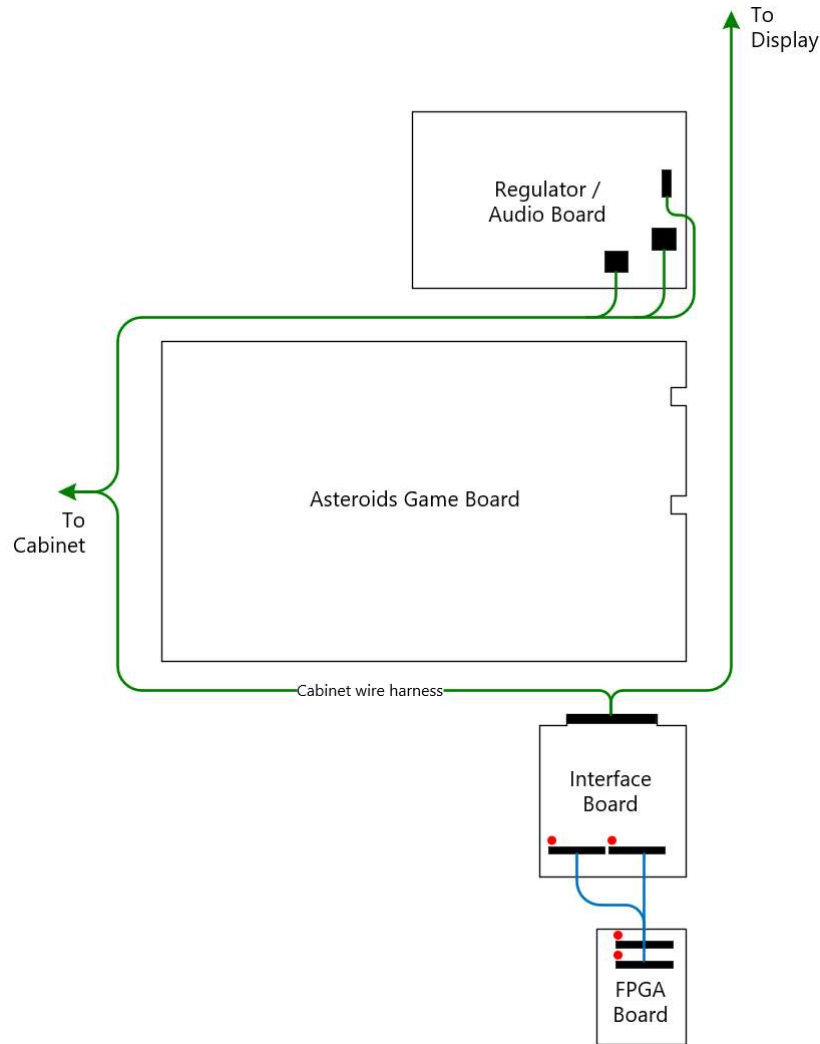 To
Display
Regulator /
Audio Board
Asteroids Game Board
To
Cabinet
Cabinet wire harness
Interface
Board
FPGA
Board